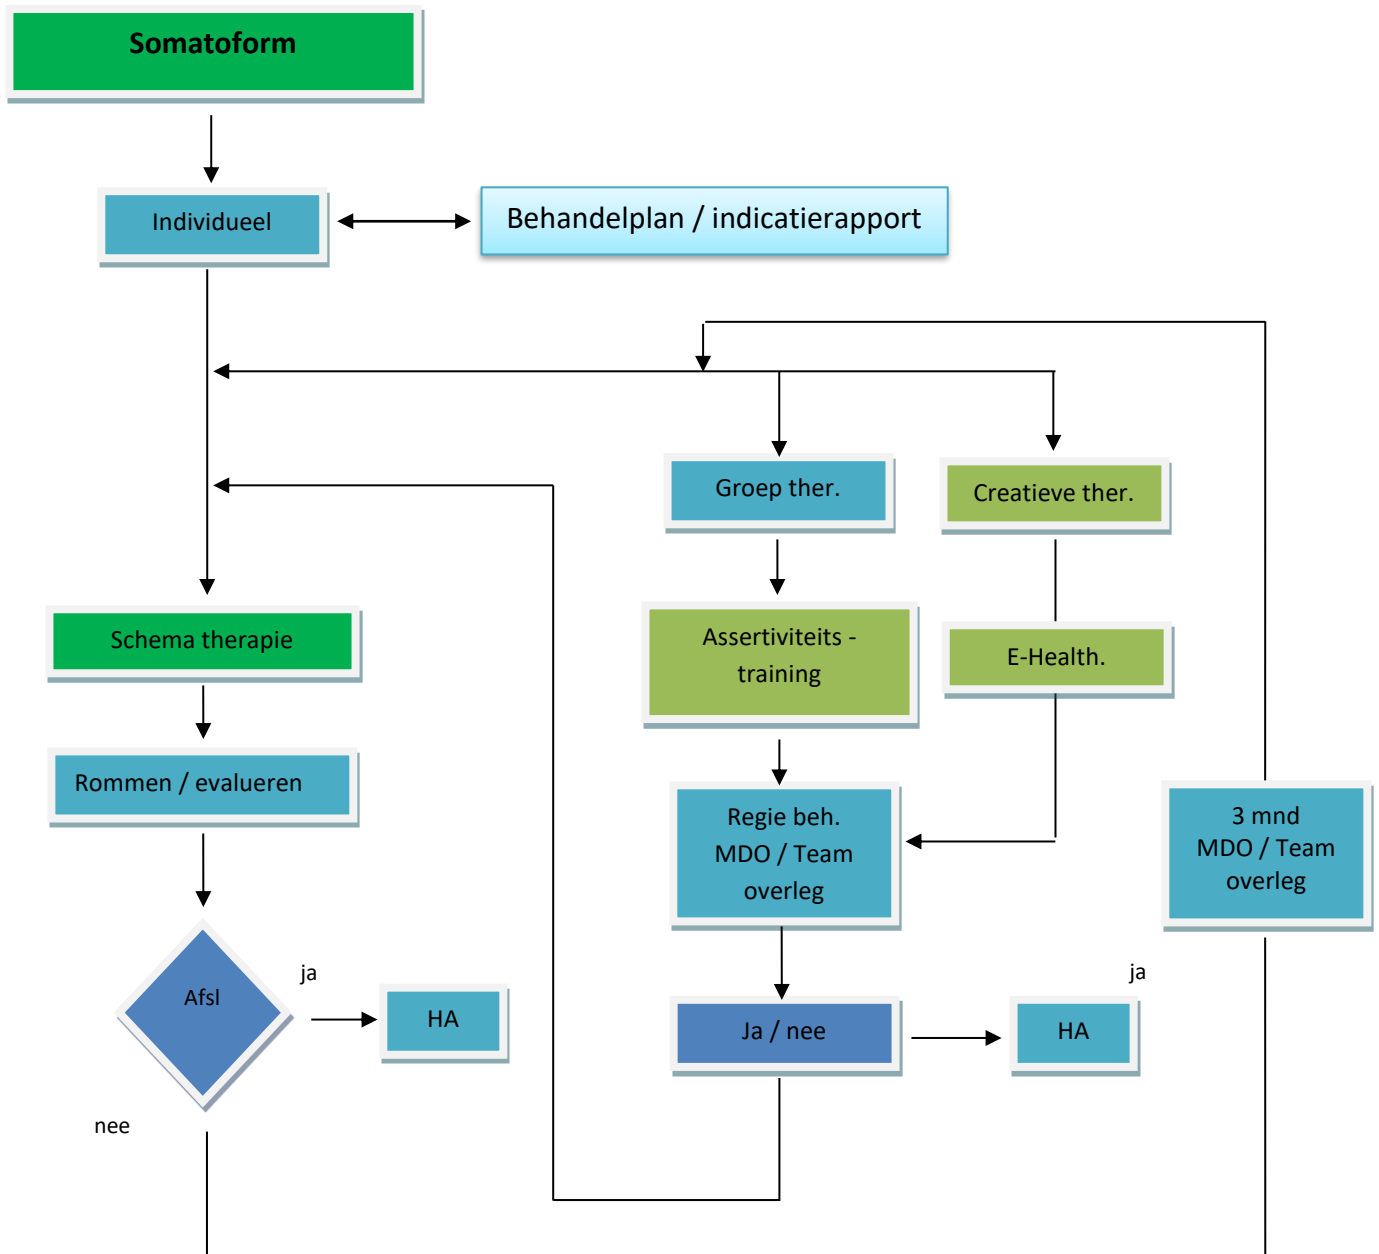 Somatoform
Individueel
Behandelplan / indicatierapport
Groep ther.
Creatieve ther.
Schema therapie
Assertiviteits -
training
E-Health.
Rommen / evalueren
Regie beh.
MDO / Team
overleg
3 mnd
MDO / Team
overleg
Afsl
ja
HA
Ja / nee
ja
HA
nee